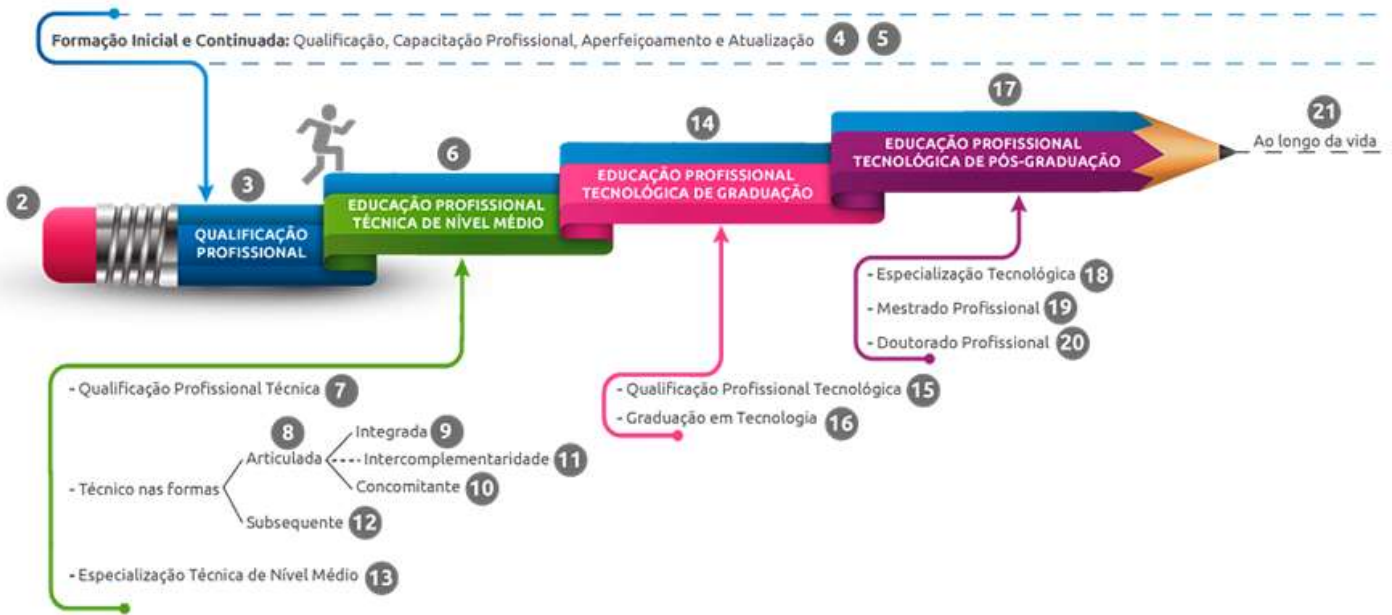 Formação Inicial e Continuada: Qualificação, Capacitação Profissional, Aperfeiçoamento e Atualização 4 5
2
3
QUALIFICAÇÃO
PROFISSIONAL
6
EDUCAÇÃO PROFISSIONAL
TÉCNICA DE NÍVEL MÉDIO
14
EDUCAÇÃO PROFISSIONAL
TECNOLÓGICA DE GRADUAÇÃO
17
EDUCAÇÃO PROFISSIONAL
TECNOLÓGICA DE PÓS-GRADUAÇÃO
21
Ao longo da vida
- Qualificação Profissional Técnica 7
- Técnico nas formas
8
Articulada
Integrada 9
Intercomplementaridade 11
Concomitante 10
Subsequente 12
- Especialização Técnica de Nível Médio 13
- Qualificação Profissional Tecnológica 15
- Graduação em Tecnologia 16
- Especialização Tecnológica 18
- Mestrado Profissional 19
- Doutorado Profissional 20